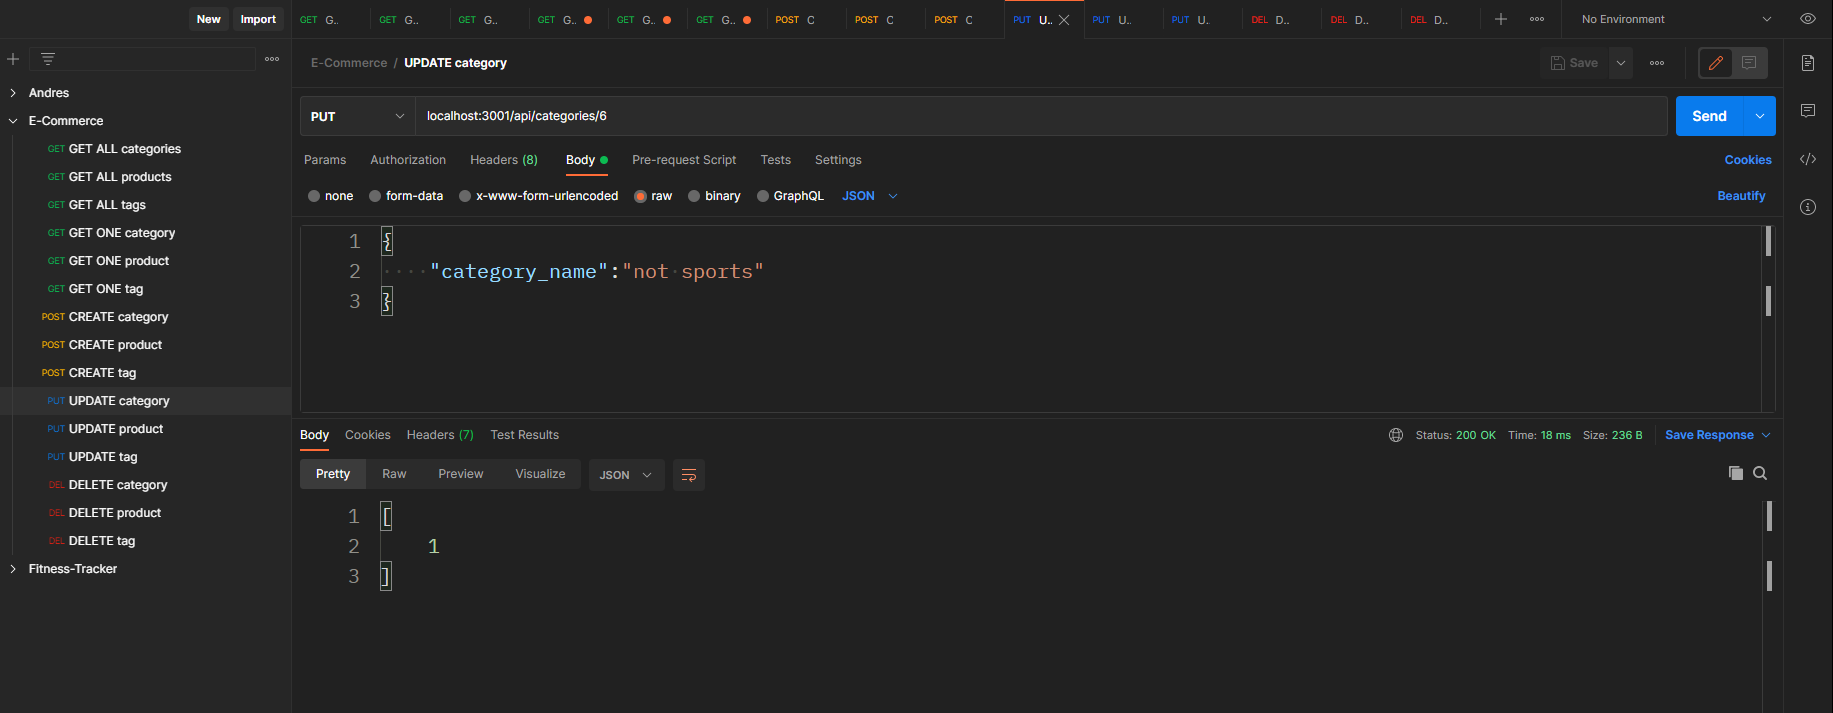 New Import
GET G.. GET G.. GET G.. GET G.. GET G.. GET G.. POST C POST C POST C PUT U.. PUT U.. PUT U.. DEL D.. DEL D.. DEL D.. No Environment
E-Commerce / UPDATE category
Save
Andres
E-Commerce
GET GET ALL categories
GET GET ALL products
GET GET ALL tags
GET GET ONE category
GET GET ONE product
GET GET ONE tag
POST CREATE category
POST CREATE product
POST CREATE tag
PUT UPDATE category
PUT UPDATE product
PUT UPDATE tag
DEL DELETE category
DEL DELETE product
DEL DELETE tag
Fitness-Tracker
PUT localhost:3001/api/categories/6 Send
Params Authorization Headers (8) Body Pre-request Script Tests Settings Cookies
none form-data x-www-form-urlencoded raw binary GraphQL JSON Beautify
1 {
2 "category_name":"not sports"
3 }
Body Cookies Headers (7) Test Results Status: 200 OK Time: 18 ms Size: 236 B Save Response
Pretty Raw Preview Visualize JSON
1 [
2 1
3 ]